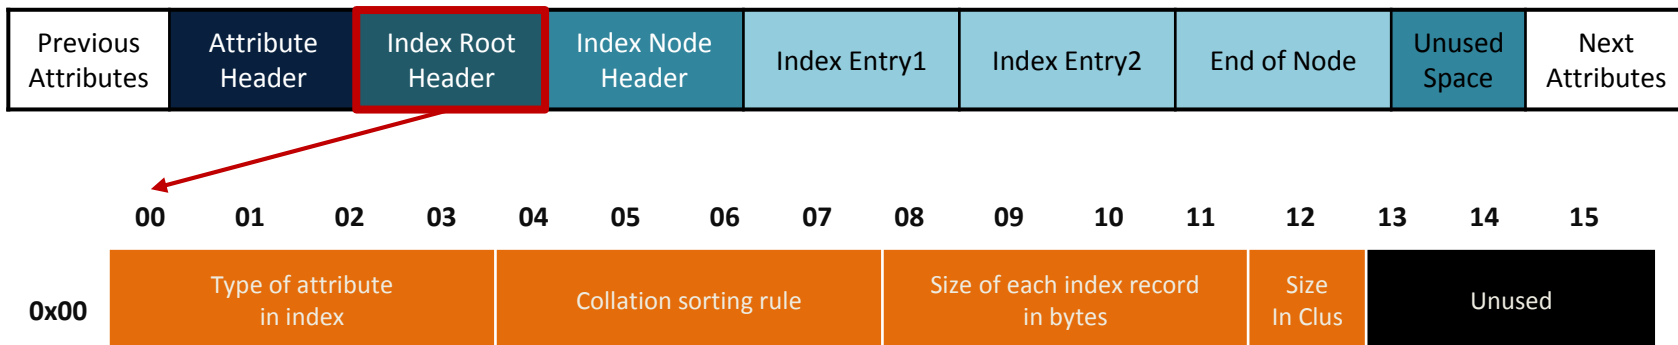 Previous
Attributes
Attribute
Header
Index Root
Header
Index Node
Header
Index Entry1
Index Entry2
End of Node
Unused
Space
Next
Attributes
00 01 02 03 04 05 06 07 08 09 10 11 12 13 14 15
0x00
Type of attribute
in index
Collation sorting rule
Size of each index record
in bytes
Size
In Clus
Unused